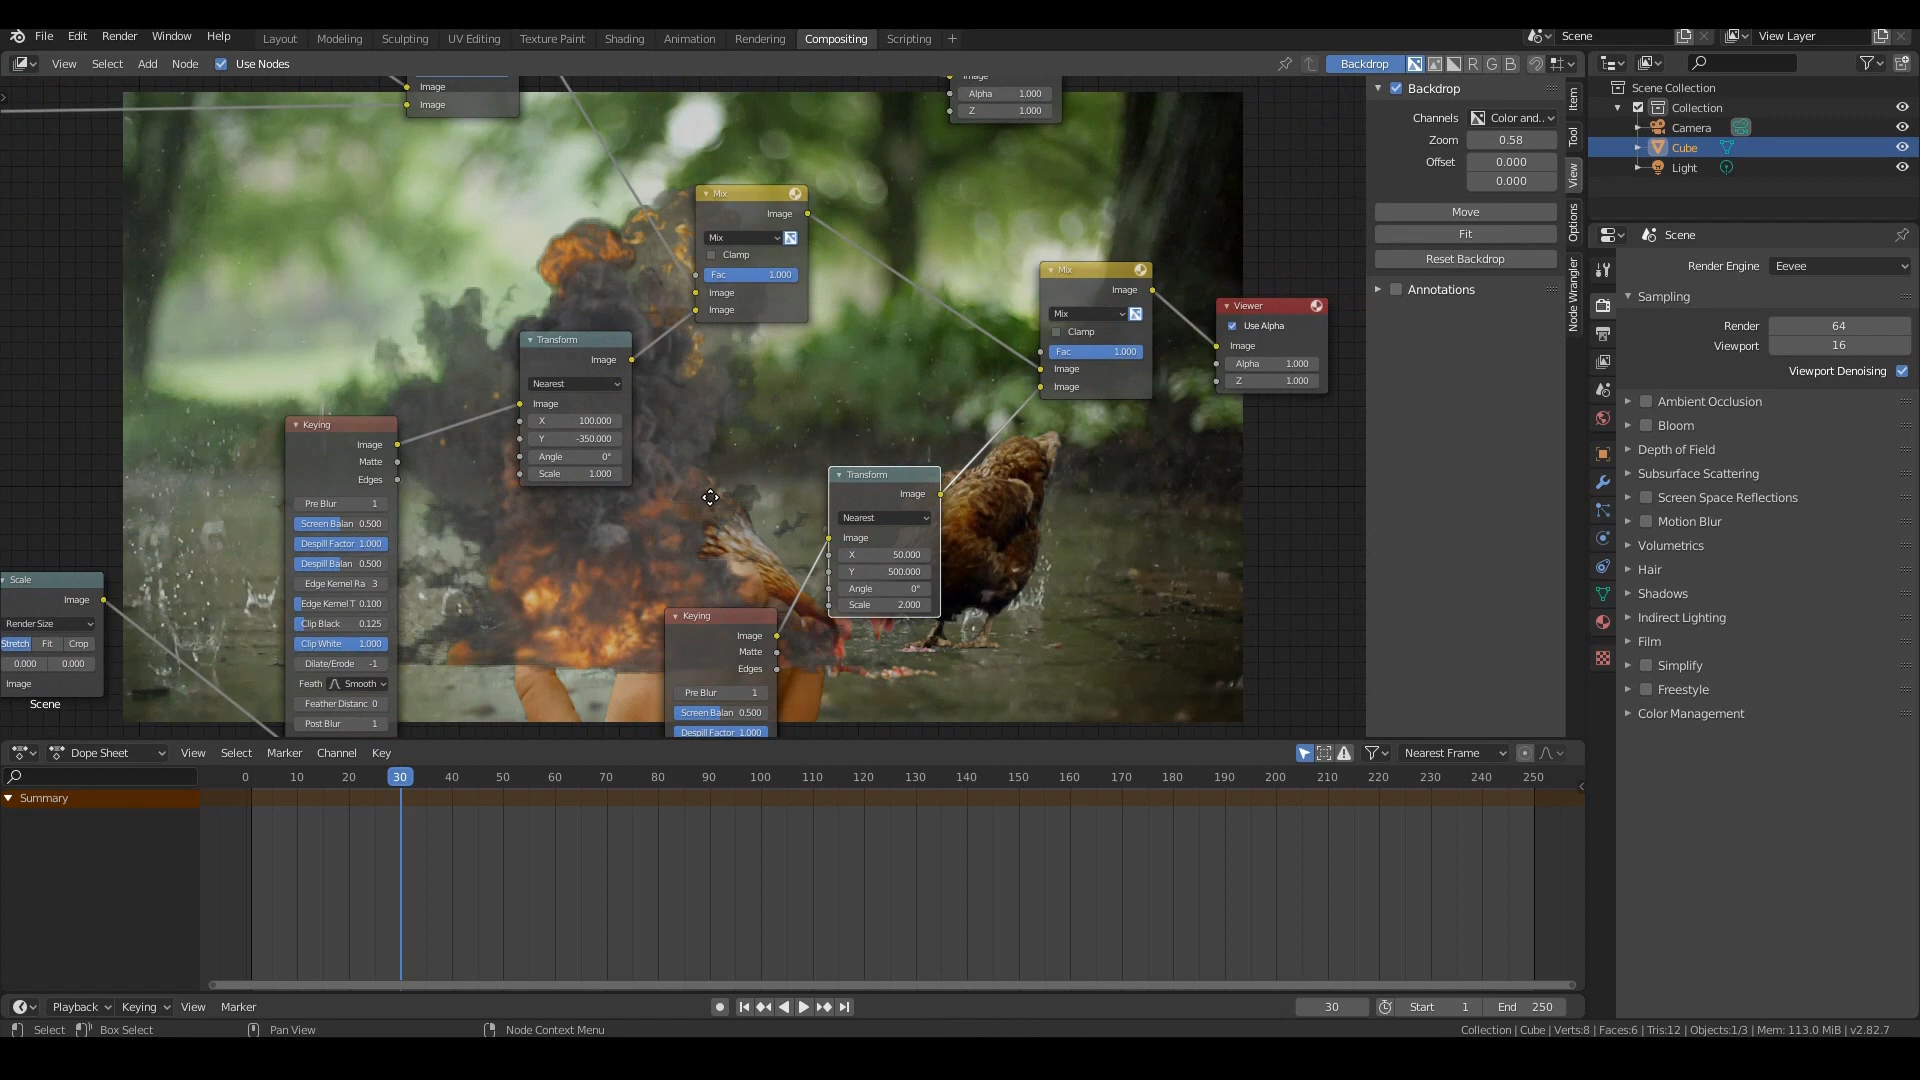 File Edit Render Window Help
Layout Modeling Sculpting UV Editing Texture Paint Shading Animation Rendering Compositing Scripting +
Scene
View Layer
View Select Add Node Use Nodes
Backdrop R G B
Image
Image
Image
Alpha 1.000
Z 1.000
Mix
Image
Mix
Clamp
Fac 1.000
Image
Image
Mix
Image
Mix
Clamp
Fac 1.000
Image
Image
Viewer
Use Alpha
Image
Alpha 1.000
Z 1.000
Transform
Image
Nearest
Image
X 100.000
Y -350.000
Angle 0°
Scale 1.000
Keying
Image
Matte
Edges
Pre Blur 1
Screen Balan 0.500
Despill Factor 1.000
Despill Balan 0.500
Edge Kernel Ra 3
Edge Kernel T 0.100
Clip Black 0.125
Clip White 1.000
Dilate/Erode -1
Feath Smooth
Feather Distanc 0
Post Blur 1
Transform
Image
Nearest
Image
X 50.000
Y 500.000
Angle 0°
Scale 2.000
Keying
Image
Matte
Edges
Pre Blur 1
Screen Balan 0.500
Despill Factor 1.000
Scale
Image
Render Size
Stretch Fit Crop
0.000 0.000
Image
Scene
Backdrop
Channels Color and..
Zoom 0.58
Offset 0.000
0.000
Move
Fit
Reset Backdrop
Annotations
Item
Tool
View
Options
Node Wrangler
Scene Collection
Collection
Camera
Cube
Light
Scene
Render Engine Eevee
Sampling
Render 64
Viewport 16
Viewport Denoising
Ambient Occlusion
Bloom
Depth of Field
Subsurface Scattering
Screen Space Reflections
Motion Blur
Volumetrics
Hair
Shadows
Indirect Lighting
Film
Simplify
Freestyle
Color Management
Dope Sheet View Select Marker Channel Key
Nearest Frame
0 10 20 30 40 50 60 70 80 90 100 110 120 130 140 150 160 170 180 190 200 210 220 230 240 250
Summary
Playback Keying View Marker
30 Start 1 End 250
Select Box Select Pan View Node Context Menu
Collection | Cube | Verts:8 | Faces:6 | Tris:12 | Objects:1/3 | Mem: 113.0 MiB | v2.82.7